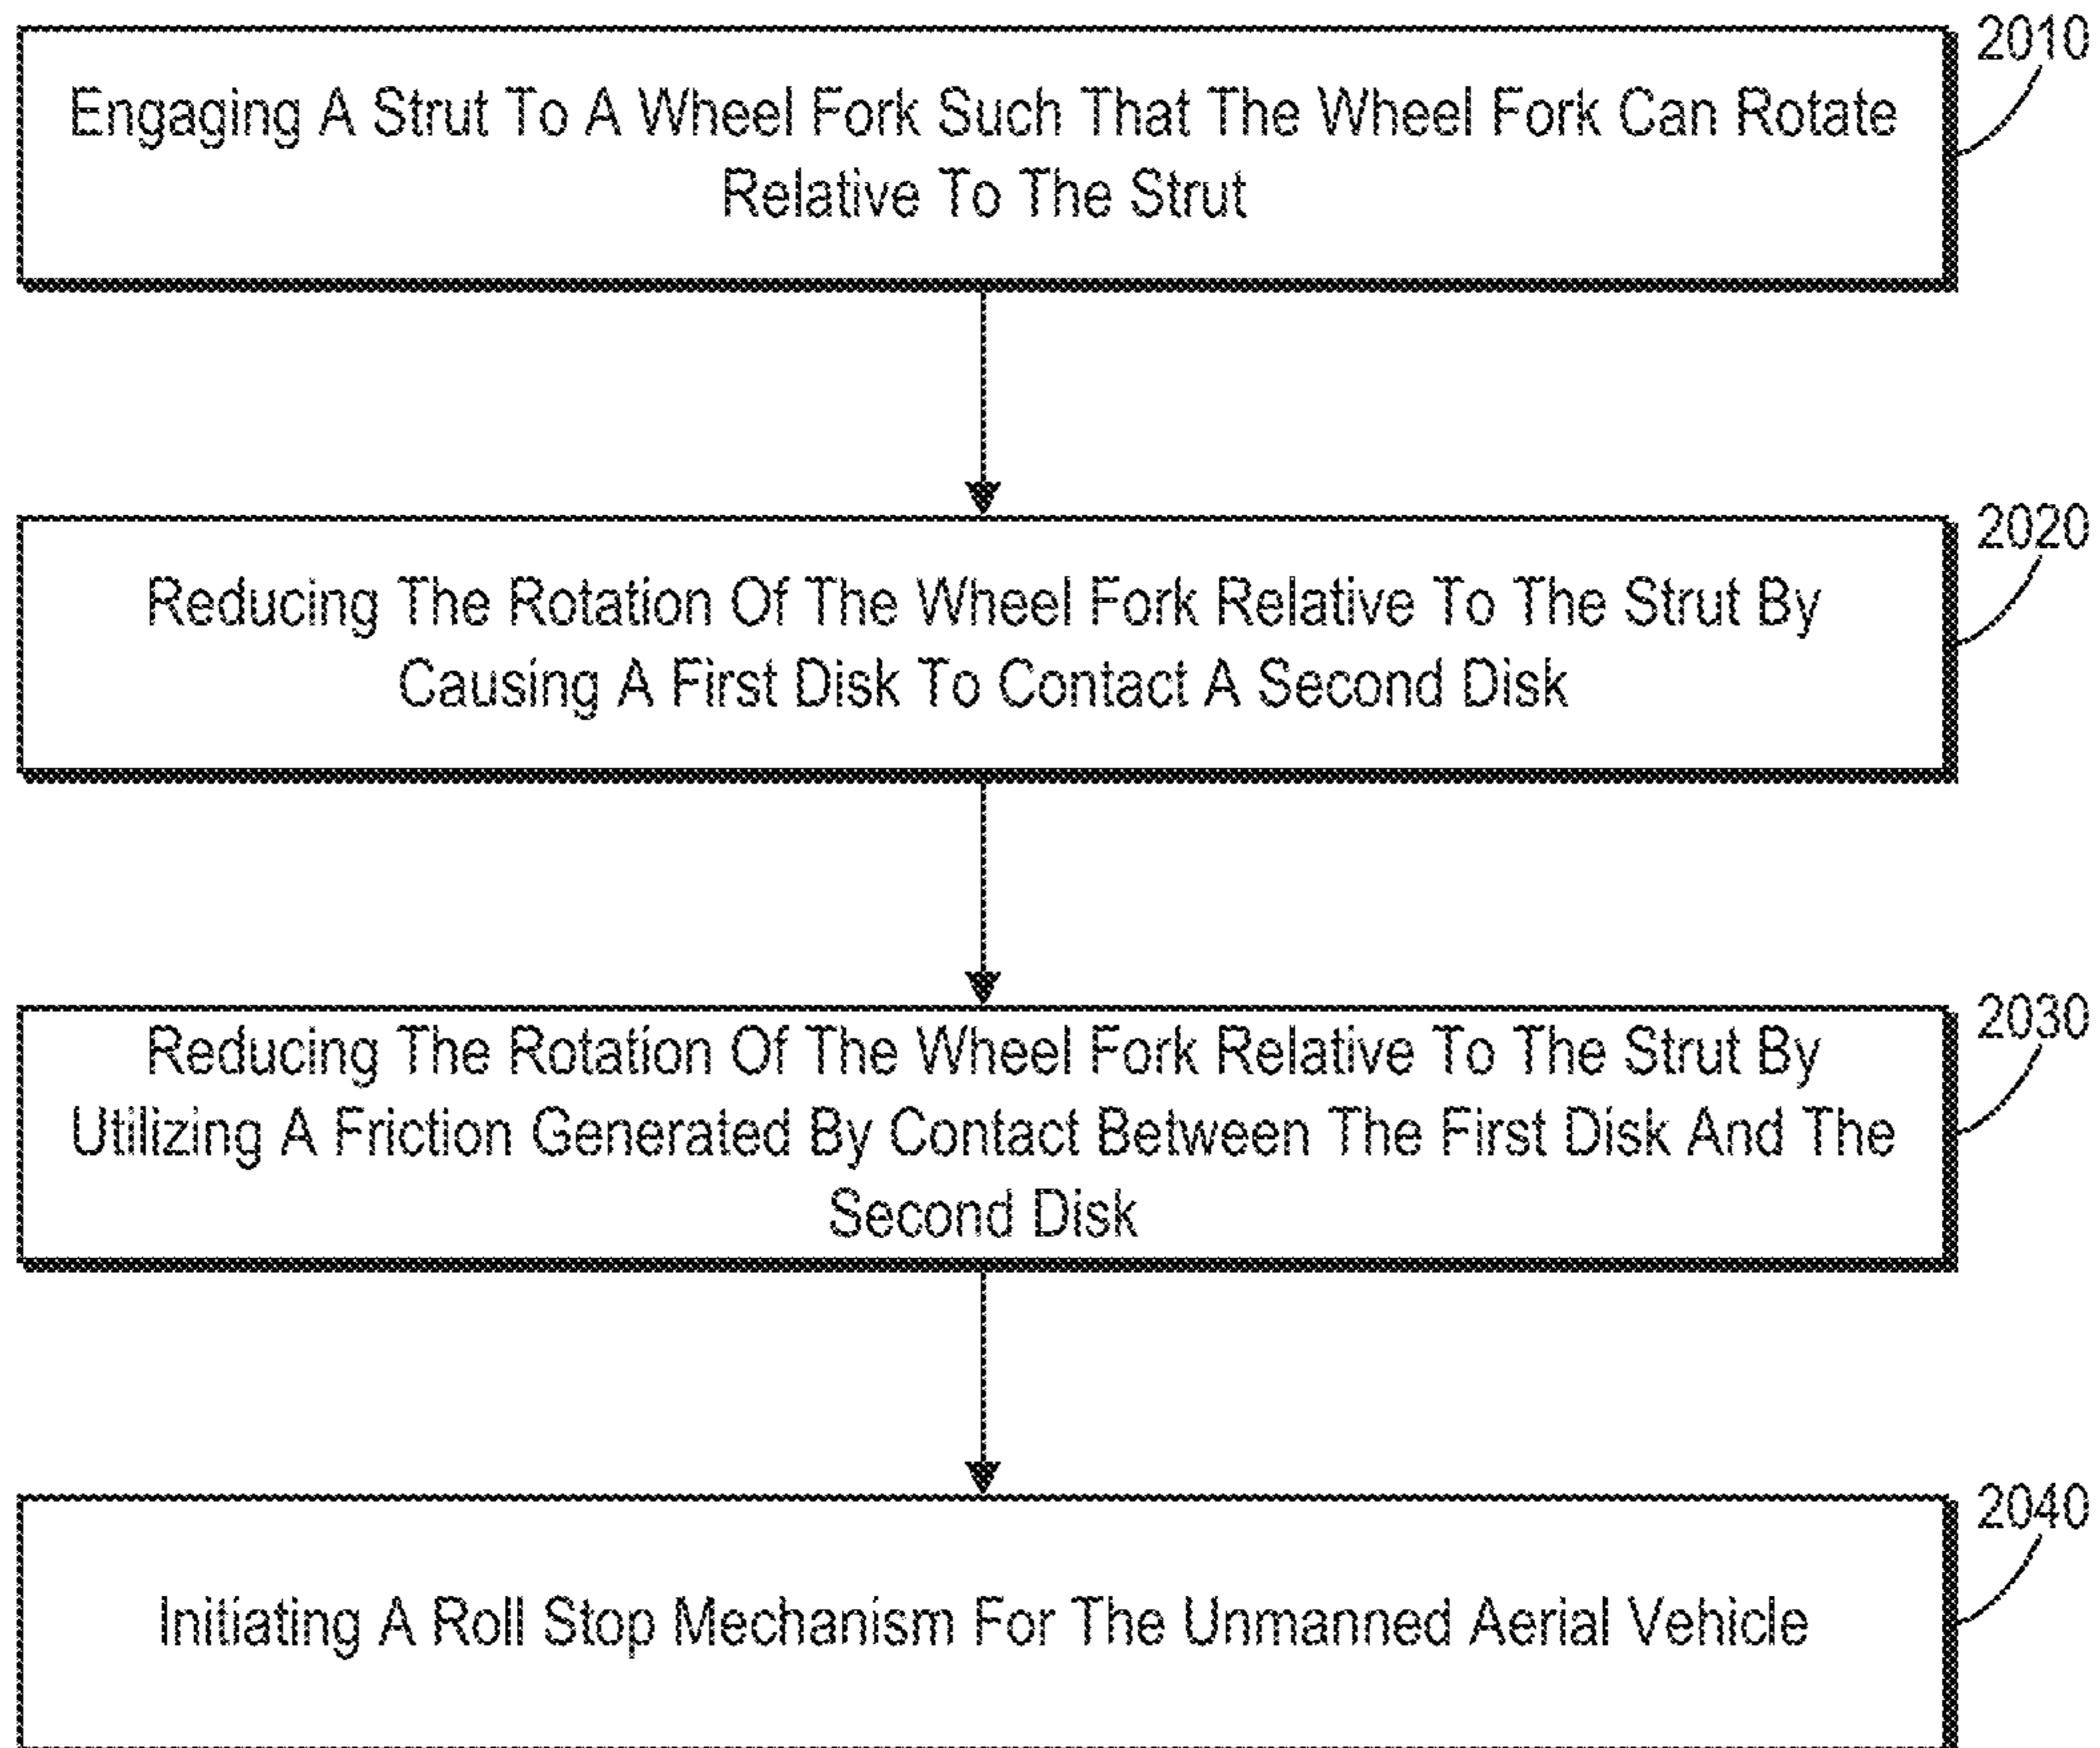 2010
Engaging A Strut To A Wheel Fork Such That The Wheel Fork Can Rotate
Relative To The Strut
2020
Reducing The Rotation Of The Wheel Fork Relative To The Strut By
Causing A First Disk To Contact A Second Disk
2030
Reducing The Rotation Of The Wheel Fork Relative To The Strut By
Utilizing A Friction Generated By Contact Between The First Disk And The
Second Disk
2040
Initiating A Roll Stop Mechanism For The Unmanned Aerial Vehicle